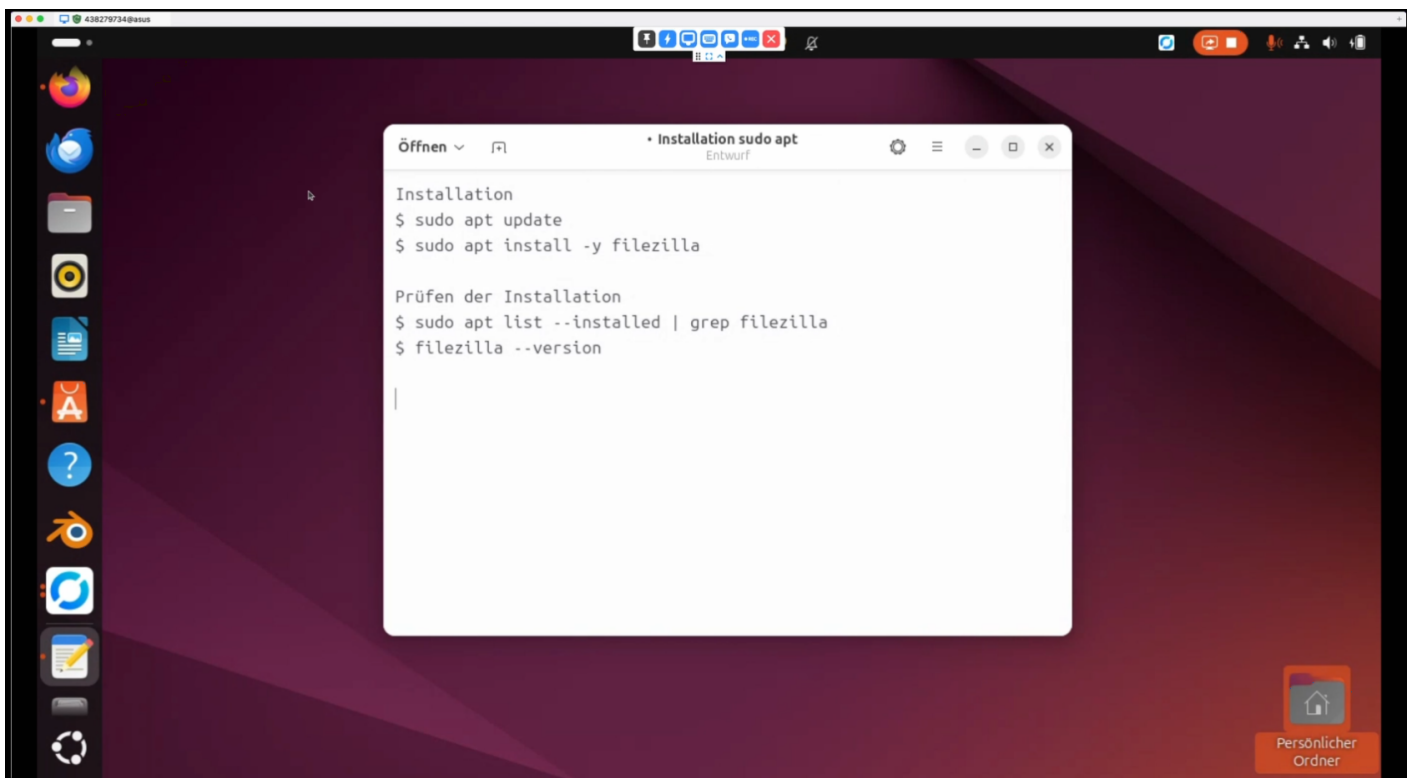 438279734@asus
Öffnen
• Installation sudo apt
Entwurf
Installation
$ sudo apt update
$ sudo apt install -y filezilla
Prüfen der Installation
$ sudo apt list --installed | grep filezilla
$ filezilla --version
Persönlicher
Ordner